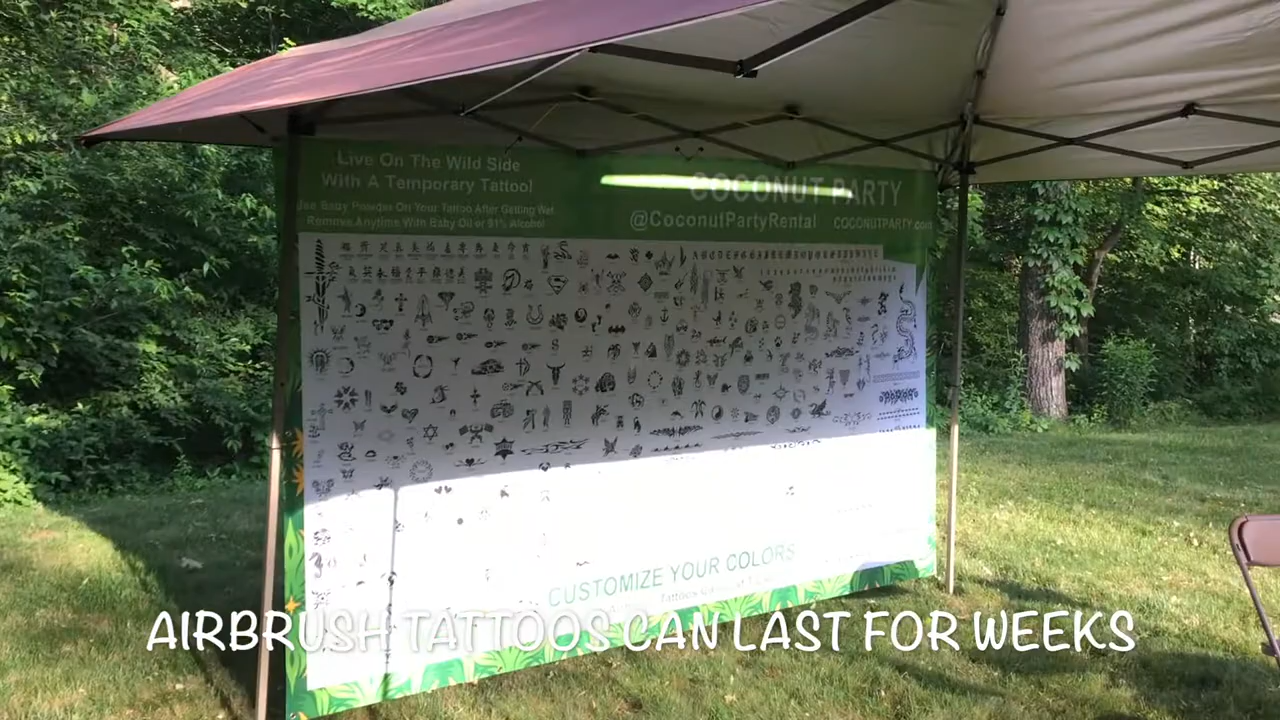 Live On The Wild Side
With A Temporary Tattoo!
Use Baby Powder On Your Tattoo After Getting Wet
Remove Anytime With Baby Oil or 91% Alcohol
COCONUT PARTY
@CoconutPartyRental COCONUTPARTY.com
CUSTOMIZE YOUR COLORS
Tattoos
AIRBRUSH TATTOOS CAN LAST FOR WEEKS